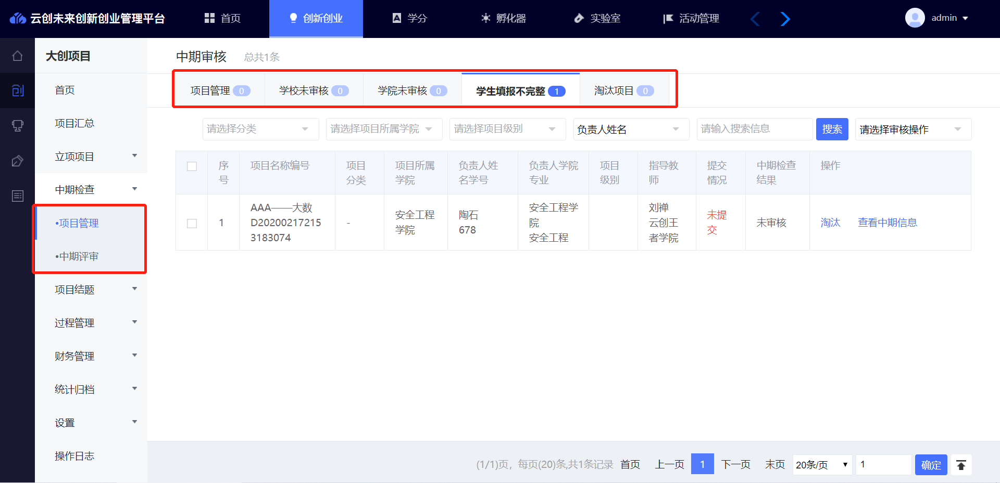 云创未来创新创业管理平台
首页
创新创业
学分
孵化器
实验室
活动管理
admin
大创项目
首页
项目汇总
立项项目
中期检查
•项目管理
•中期评审
项目结题
过程管理
财务管理
统计归档
设置
操作日志
中期审核 总共1条
项目管理 0
学校未审核 0
学院未审核 0
学生填报不完整 1
淘汰项目 0
请选择分类
请选择项目所属学院
请选择项目级别
负责人姓名
请输入搜索信息
搜索
请选择审核操作
序
号
项目名称编号
项目
分类
项目所属
学院
负责人姓
名学号
负责人学院
专业
项目
级别
指导教
师
提交
情况
中期检查
结果
操作
1
AAA——大数
D20200217215
3183074
-
安全工程
学院
陶石
678
安全工程学
院
安全工程
刘禅
云创王
者学院
未提
交
未审核
淘汰
查看中期信息
(1/1)页，每页(20)条,共1条记录 首页 上一页 1 下一页 末页 20条/页 1 确定